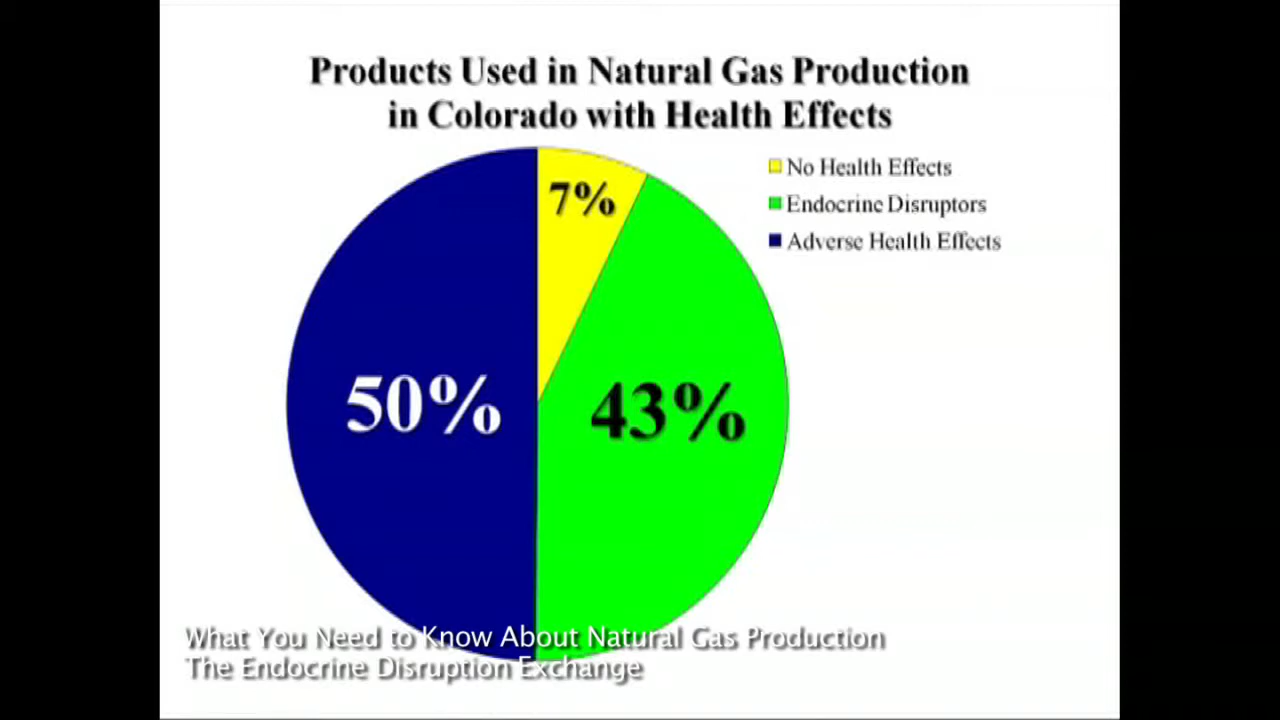 Products Used in Natural Gas Production
in Colorado with Health Effects
No Health Effects
Endocrine Disruptors
Adverse Health Effects
7%
50%
43%
What You Need to Know About Natural Gas Production
The Endocrine Disruption Exchange